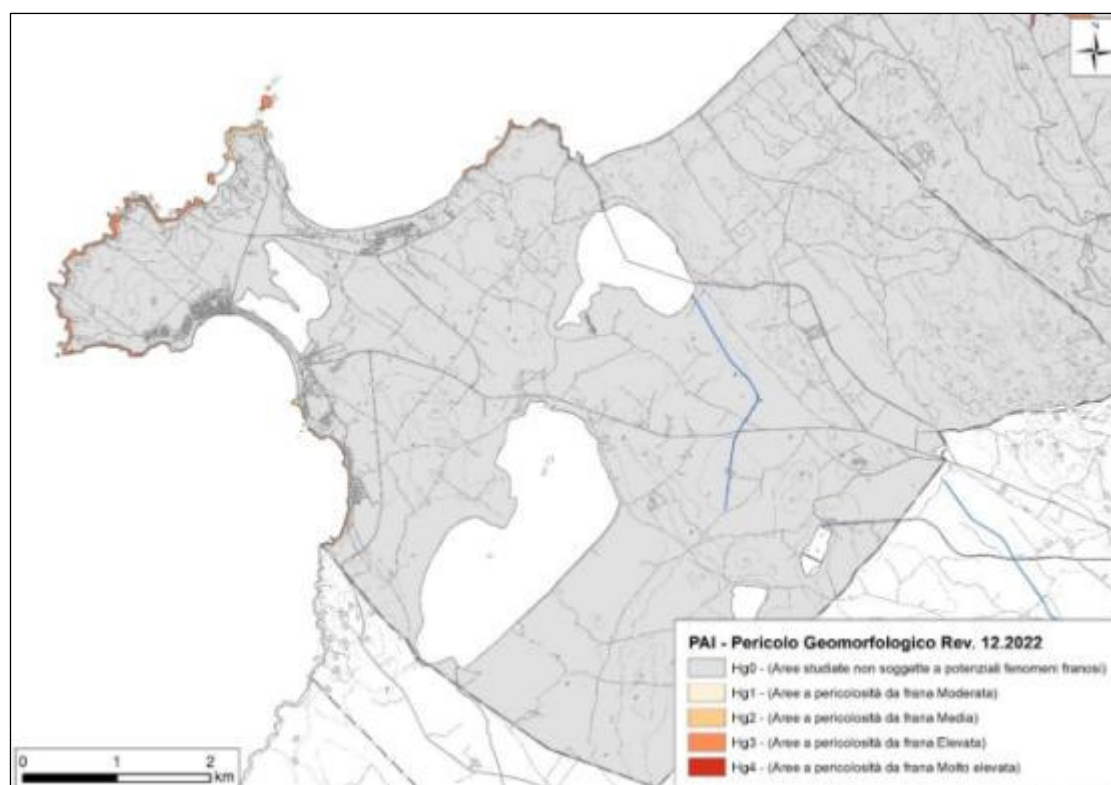 N
PAI - Pericolo Geomorfologico Rev. 12.2022
Hg0 - (Aree studiate non soggette a potenziali fenomeni franosi)
Hg1 - (Aree a pericolosità da frana Moderata)
Hg2 - (Aree a pericolosità da frana Media)
Hg3 - (Aree a pericolosità da frana Elevata)
Hg4 - (Aree a pericolosità da frana Molto elevata)
0 1 2
km